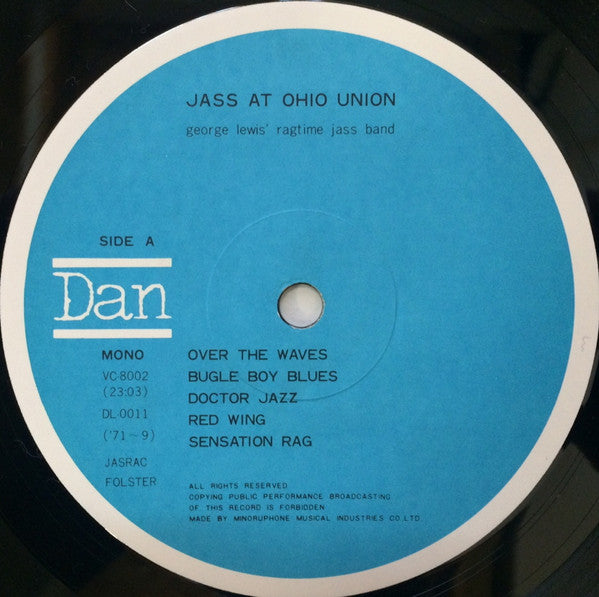 JASS AT OHIO UNION
george lewis' ragtime jass band
SIDE A
Dan
MONO
VC-8002
(23:03)
DL-0011
('71~9)
JASRAC
FOLSTER
OVER THE WAVES
BUGLE BOY BLUES
DOCTOR JAZZ
RED WING
SENSATION RAG
ALL RIGHTS RESERVED
COPYING PUBLIC PERFORMANCE BROADCASTING
OF THIS RECORD IS FORBIDDEN
MADE BY MINORUPHONE MUSICAL INDUSTRIES CO. LTD